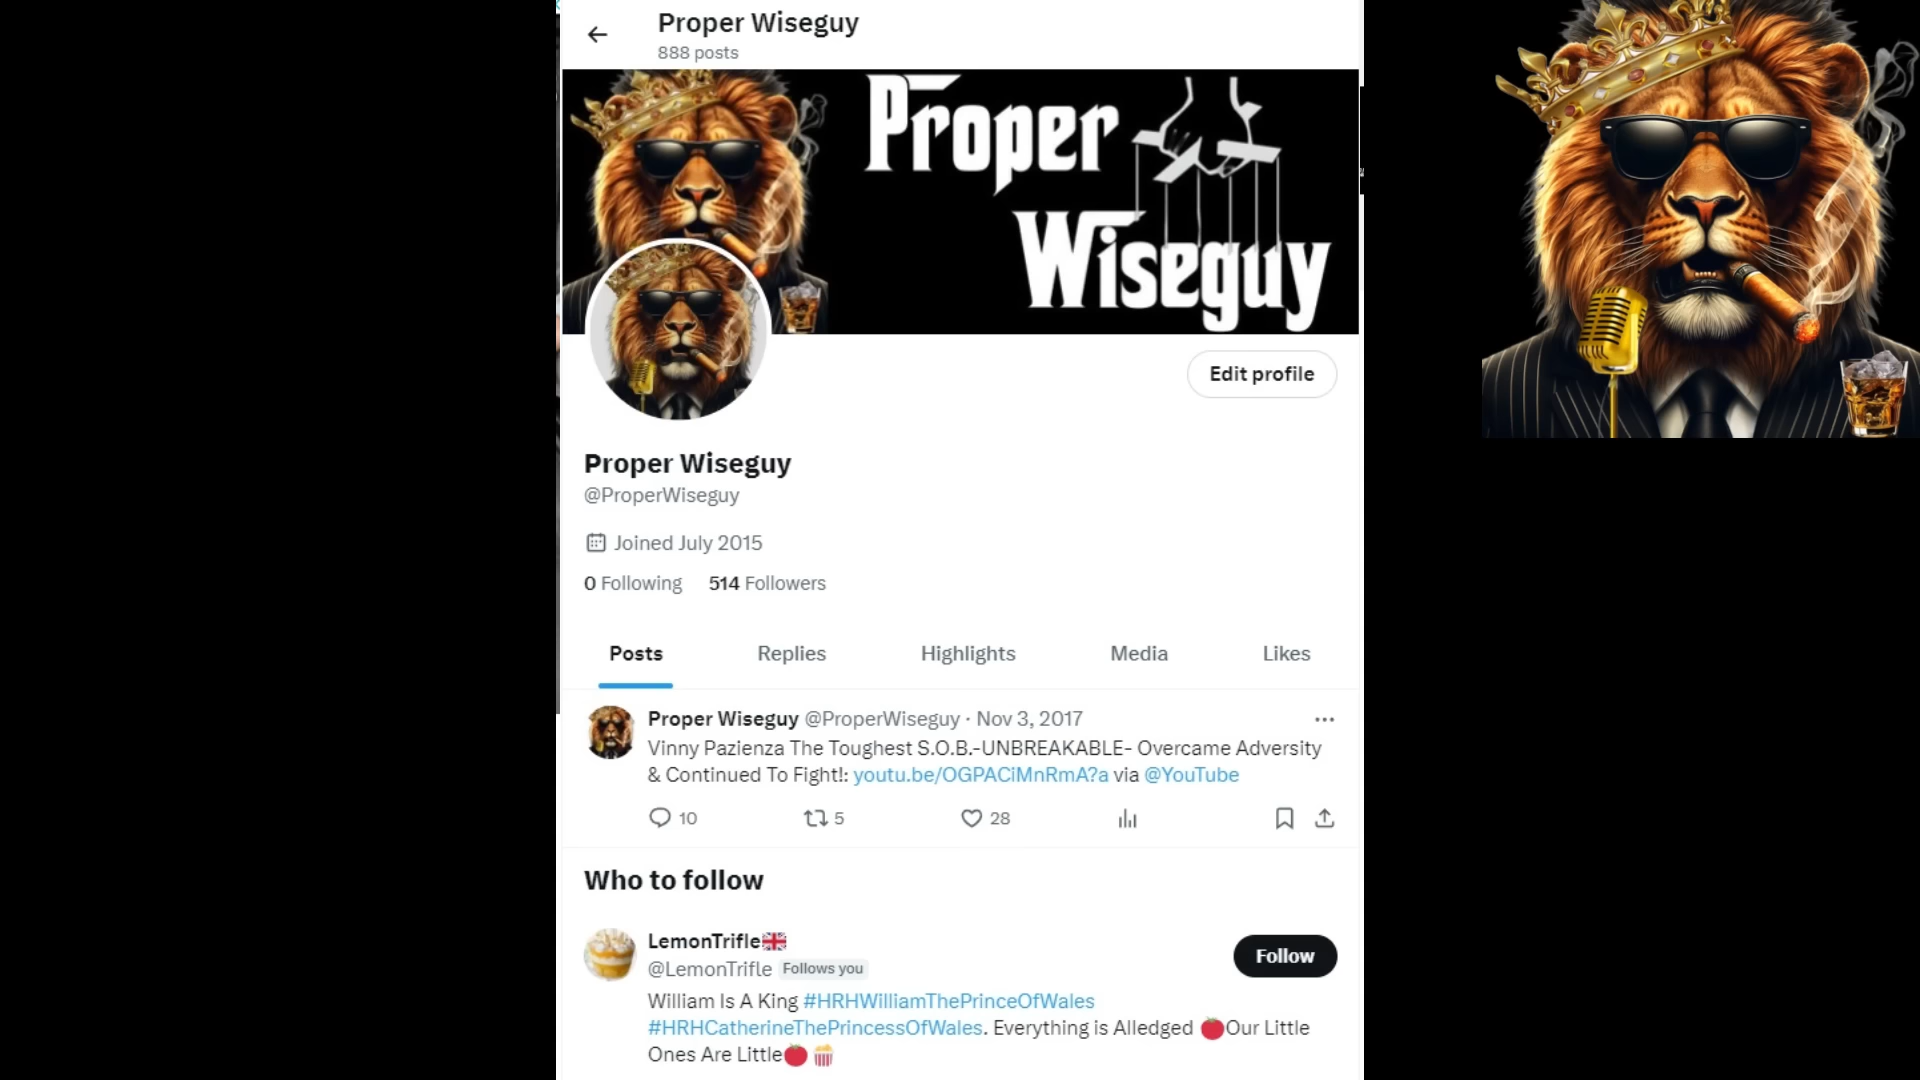 Proper Wiseguy
888 posts
Proper
Wiseguy
Edit profile
Proper Wiseguy
@ProperWiseguy
Joined July 2015
0 Following 514 Followers
Posts Replies Highlights Media Likes
Proper Wiseguy @ProperWiseguy · Nov 3, 2017
Vinny Pazienza The Toughest S.O.B.-UNBREAKABLE- Overcame Adversity
& Continued To Fight!: youtu.be/OGPACiMnRmA?a via @YouTube
10 5 28
Who to follow
LemonTrifle🇬🇧
@LemonTrifle Follows you
Follow
William Is A King #HRHWilliamThePrinceOfWales
#HRHCatherineThePrincessOfWales. Everything is Alledged 🍅Our Little
Ones Are Little🍅🍿